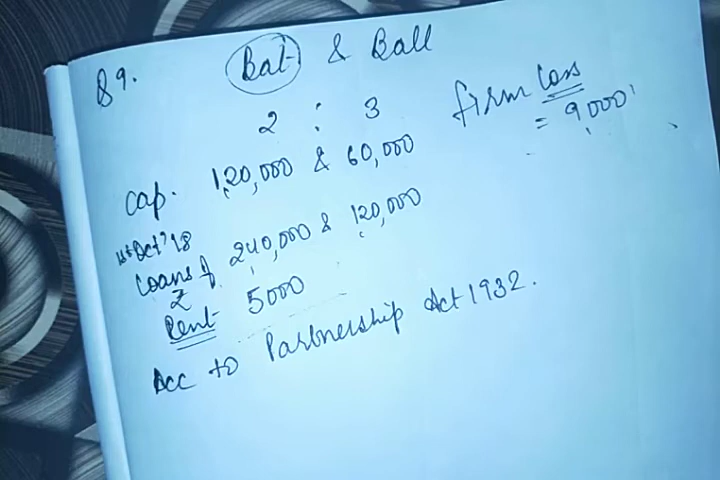 Q9. Bat & Ball
2 : 3
firm Loss = 9,000
Cap. 1,20,000 & 60,000
1st Oct' 18
Loans of 240,000 & 120,000
₹
Rent 5000
Acc to Partnership Act 1932.